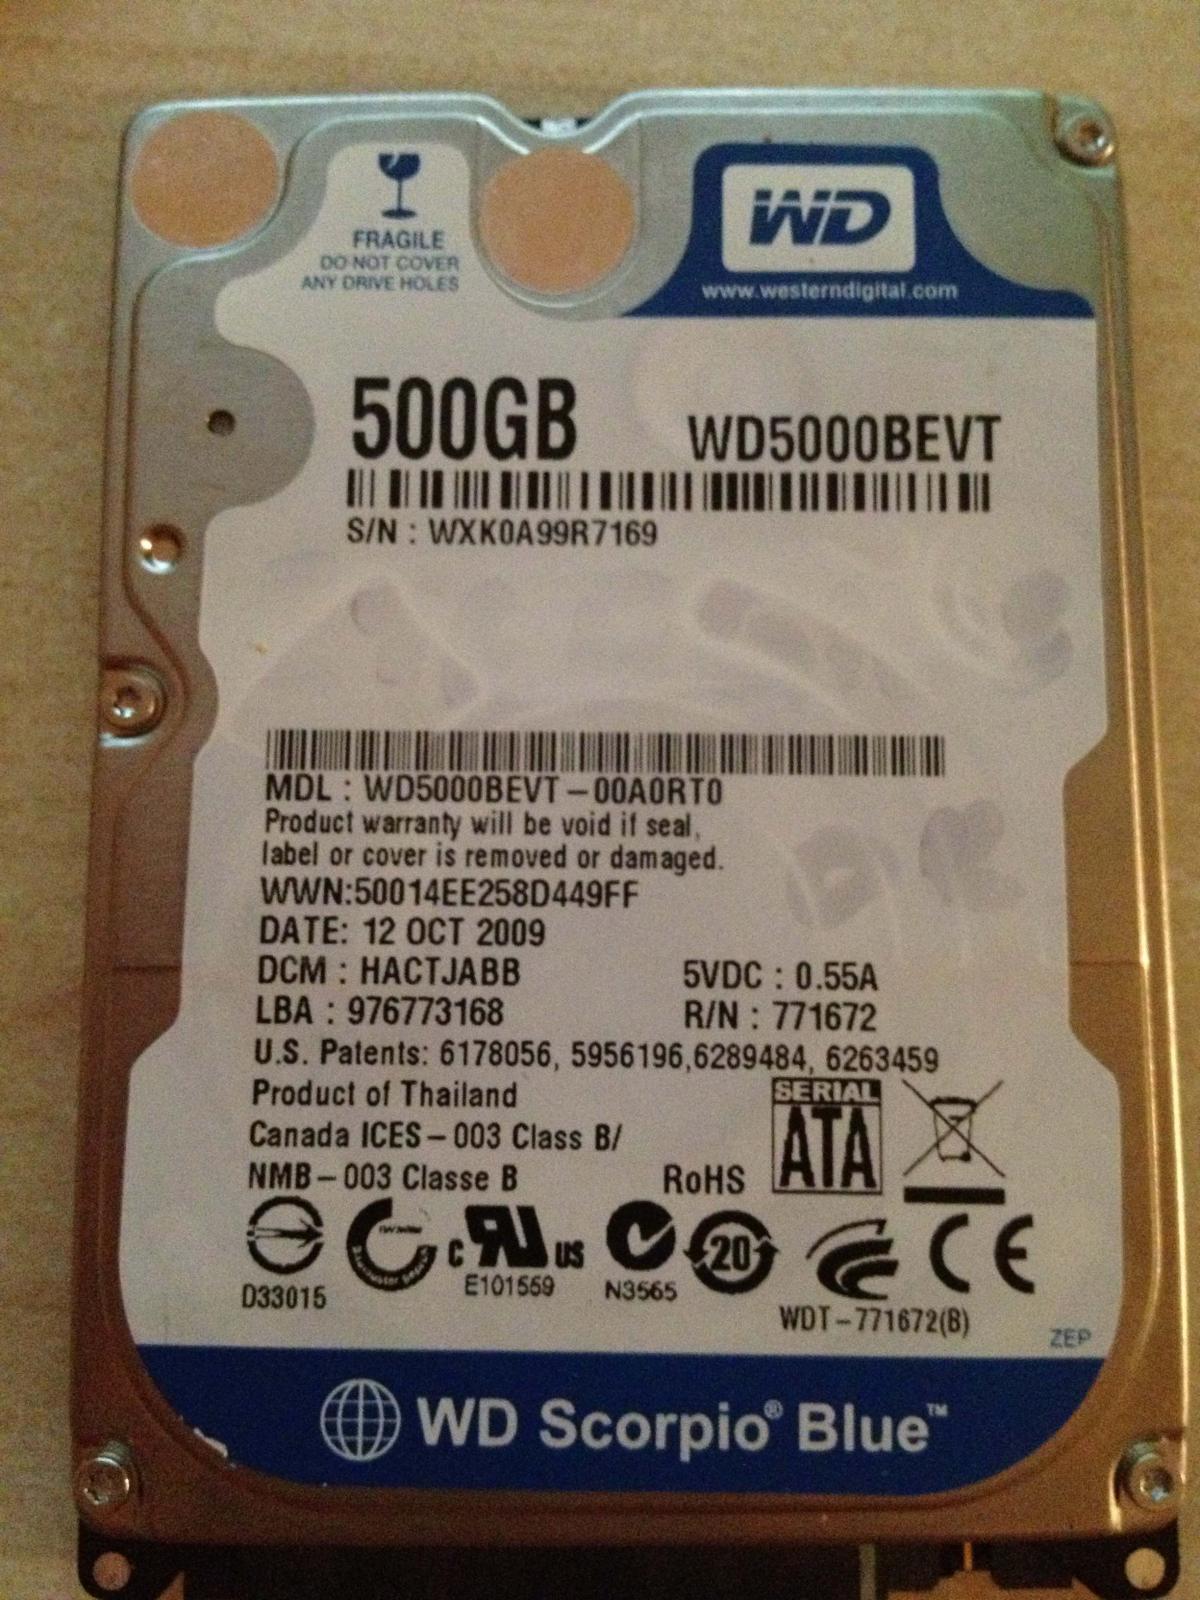 FRAGILE
DO NOT COVER
ANY DRIVE HOLES
WD
www.westerndigital.com
500GB WD5000BEVT
S/N : WXK0A99R7169
MDL : WD5000BEVT – 00A0RT0
Product warranty will be void if seal,
label or cover is removed or damaged.
WWN:50014EE258D449FF
DATE: 12 OCT 2009
DCM : HACTJABB 5VDC : 0.55A
LBA : 976773168 R/N : 771672
U.S. Patents: 6178056, 5956196,6289484, 6263459
Product of Thailand
Canada ICES – 003 Class B/
NMB – 003 Classe B RoHS
SERIAL
ATA
c RU US
D33015 E101559 N3565 20 CE
WDT – 771672(B)
ZEP
WD Scorpio® Blue™